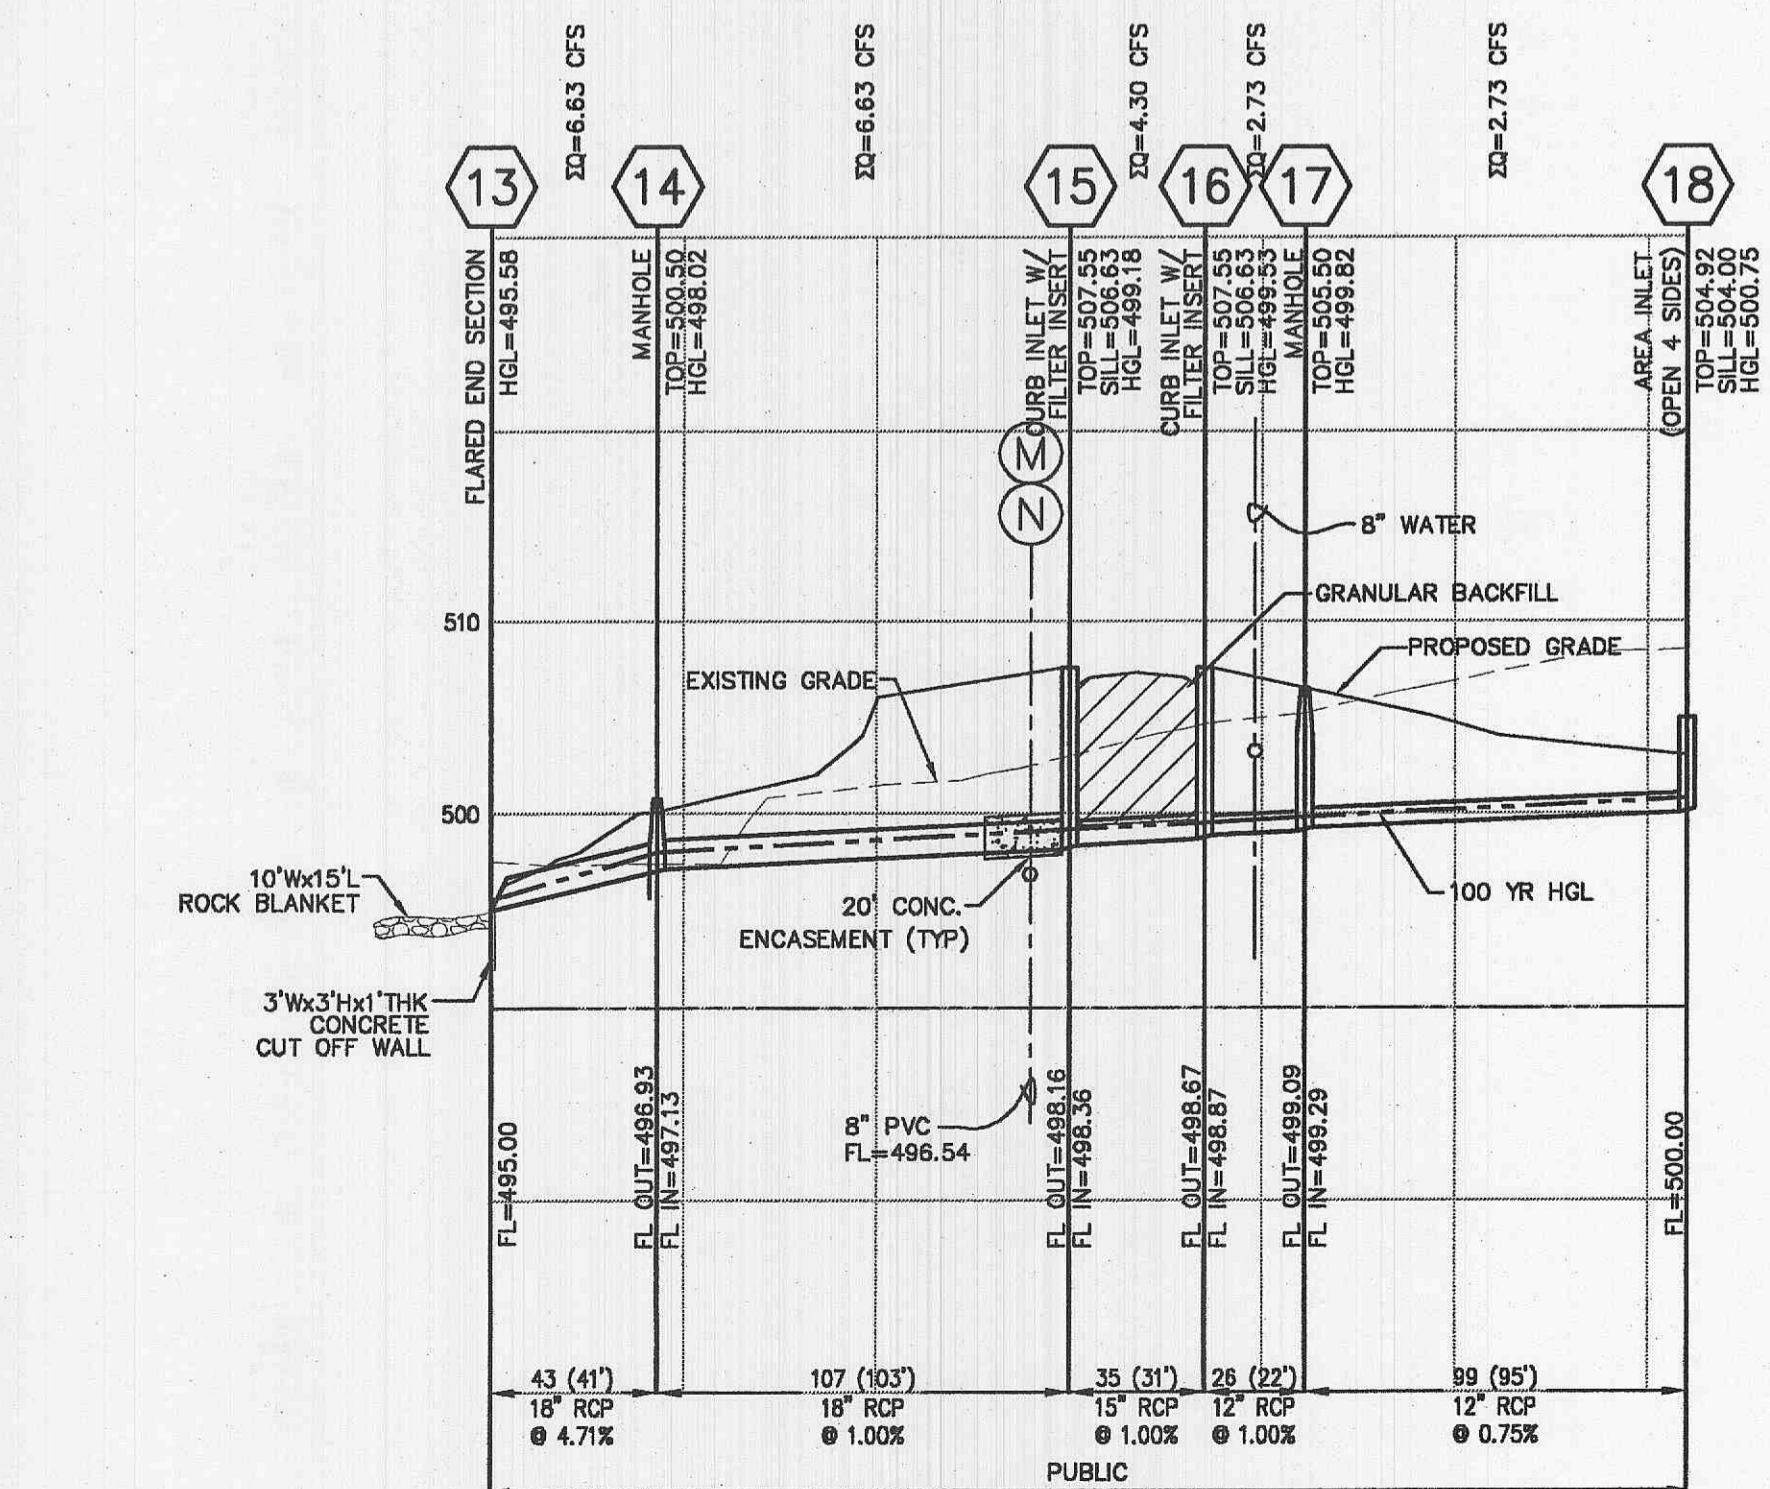 ΣQ=6.63 CFS
ΣQ=6.63 CFS
ΣQ=4.30 CFS
ΣQ=2.73 CFS
ΣQ=2.73 CFS
13
14
15
16
17
18
FLARED END SECTION
HGL=495.58
MANHOLE
TOP=500.50
HGL=498.02
CURB INLET W/
FILTER INSERT
TOP=507.55
SILL=506.63
HGL=499.18
CURB INLET W/
FILTER INSERT
TOP=507.55
SILL=506.63
HGL=499.53
MANHOLE
TOP=505.50
HGL=499.82
AREA INLET
(OPEN 4 SIDES)
TOP=504.92
SILL=504.00
HGL=500.75
M
N
8" WATER
510
GRANULAR BACKFILL
PROPOSED GRADE
EXISTING GRADE
500
10'Wx15'L
ROCK BLANKET
20' CONC.
ENCASEMENT (TYP)
100 YR HGL
3'Wx3'Hx1'THK
CONCRETE
CUT OFF WALL
8" PVC
FL=496.54
FL=495.00
FL OUT=496.93
FL IN=497.13
FL OUT=498.16
FL IN=498.36
FL OUT=498.67
FL IN=498.87
FL OUT=499.09
FL IN=499.29
FL=500.00
43 (41')
18" RCP
@ 4.71%
107 (103')
18" RCP
@ 1.00%
35 (31')
15" RCP
@ 1.00%
26 (22')
12" RCP
@ 1.00%
99 (95')
12" RCP
@ 0.75%
PUBLIC